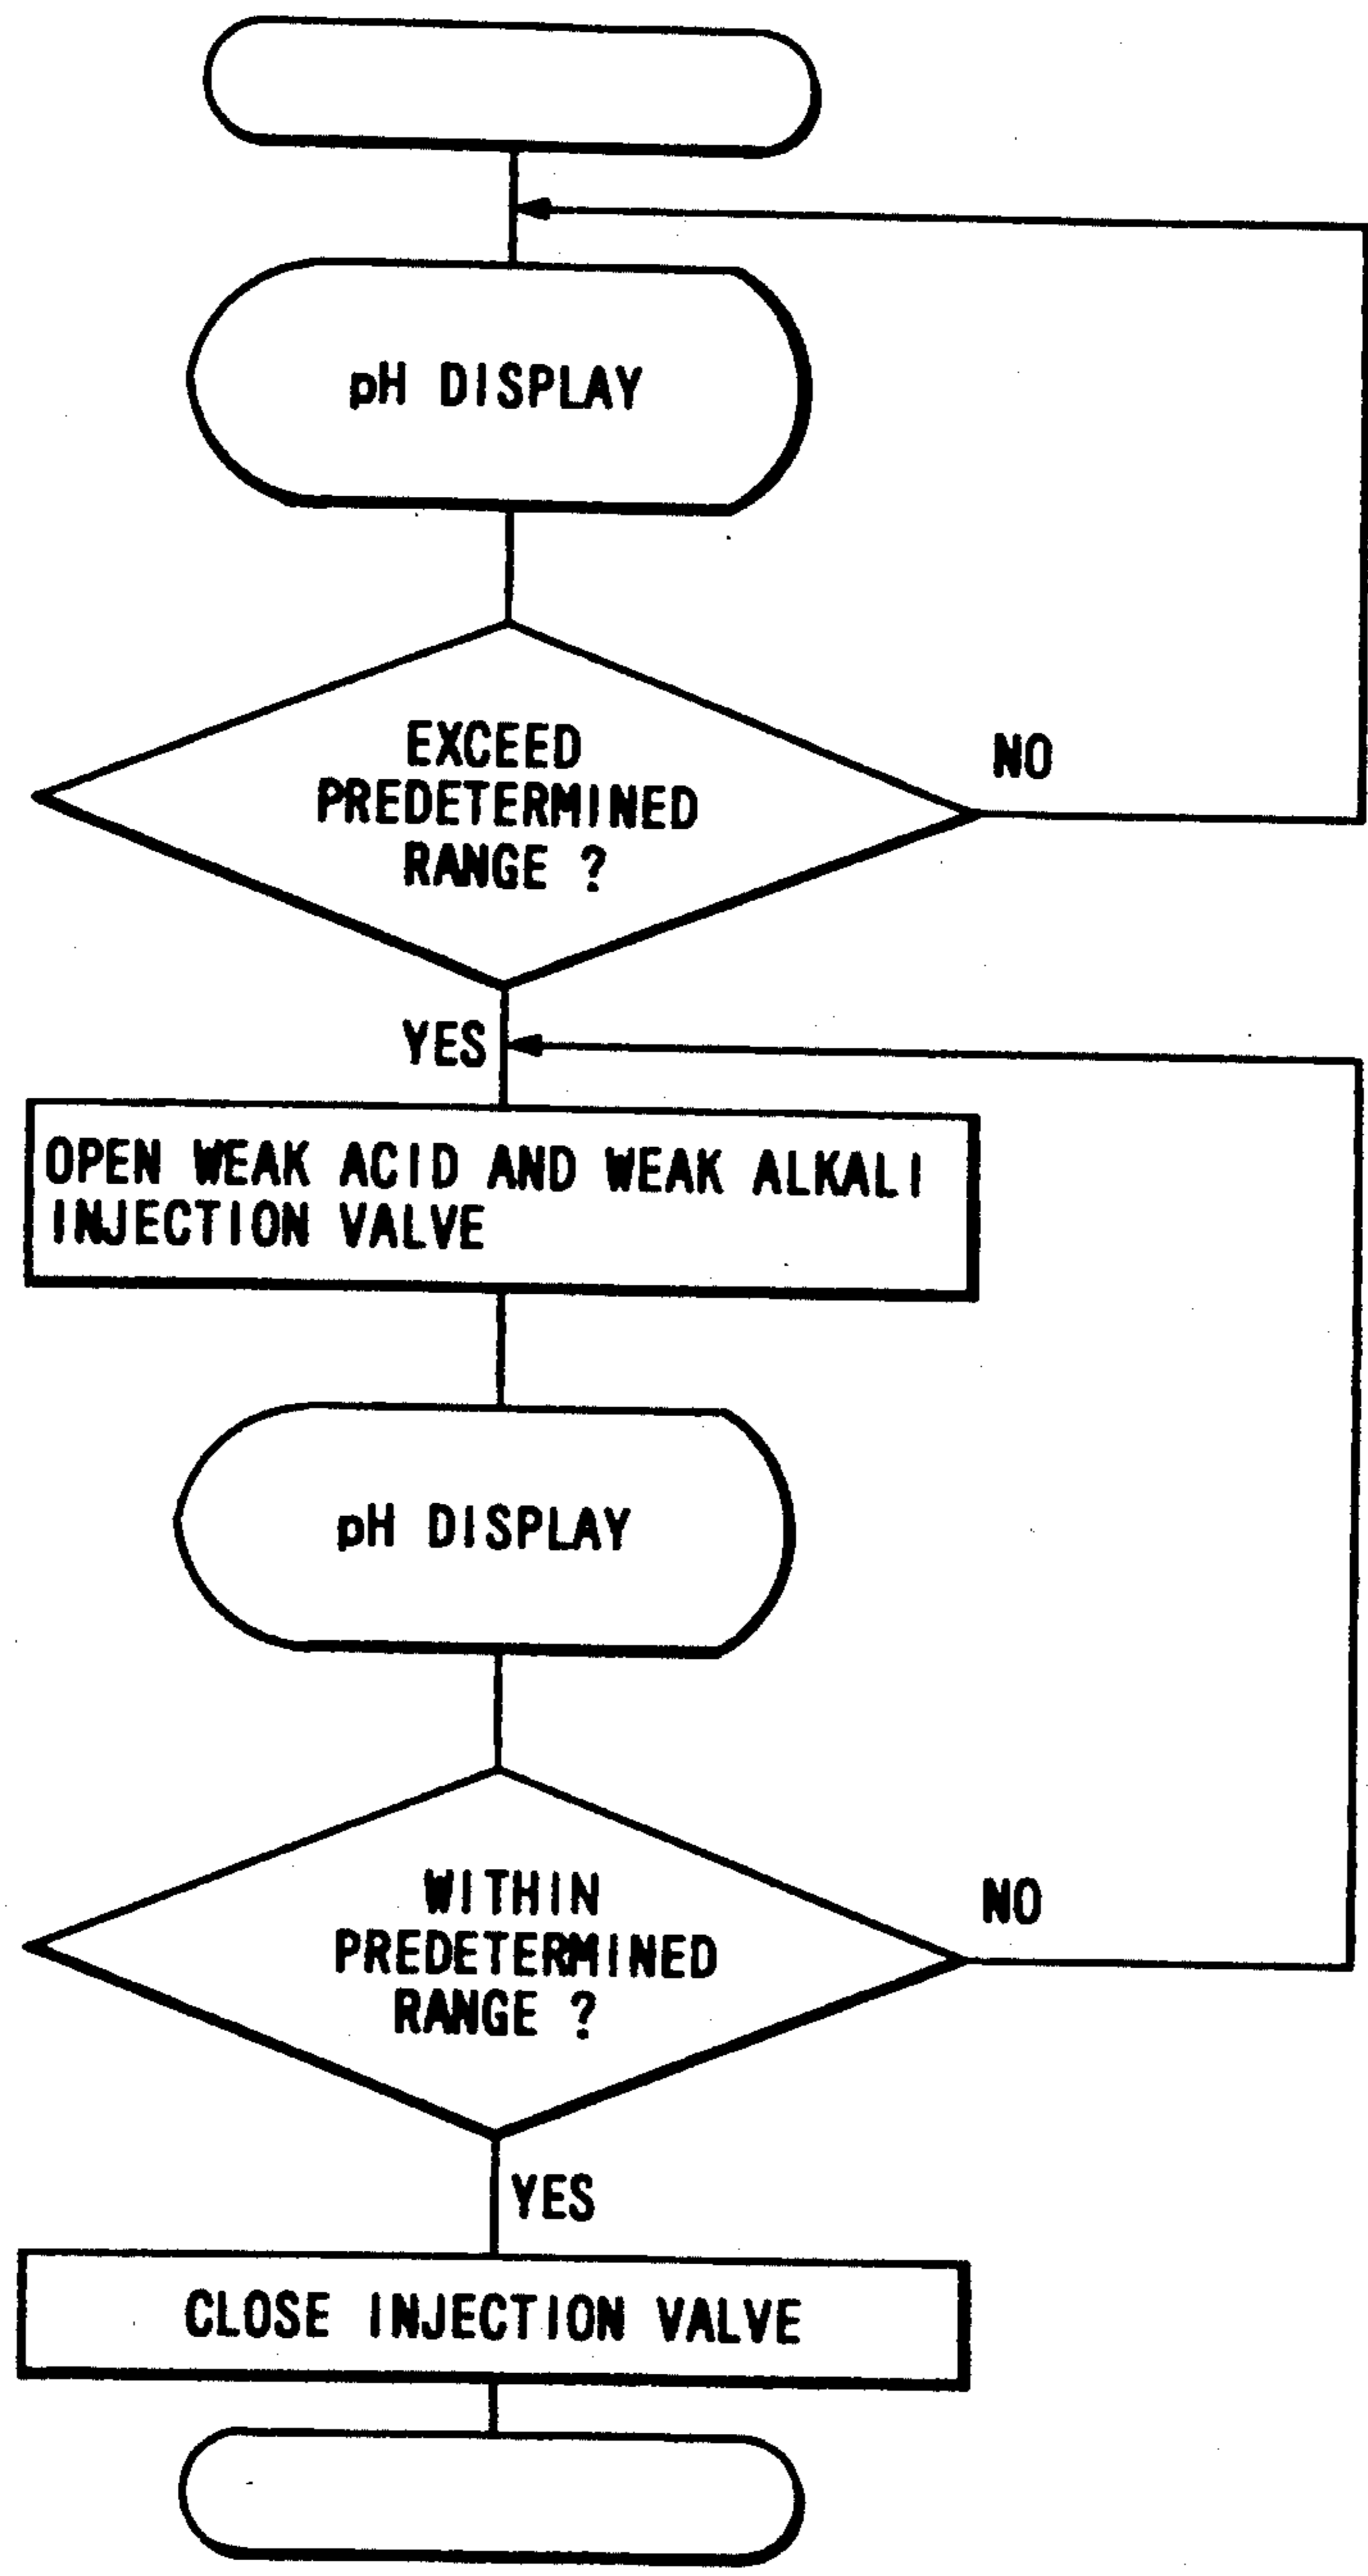 pH DISPLAY
EXCEED
PREDETERMINED
RANGE ?
NO
YES
OPEN WEAK ACID AND WEAK ALKALI
INJECTION VALVE
pH DISPLAY
WITHIN
PREDETERMINED
RANGE ?
NO
YES
CLOSE INJECTION VALVE